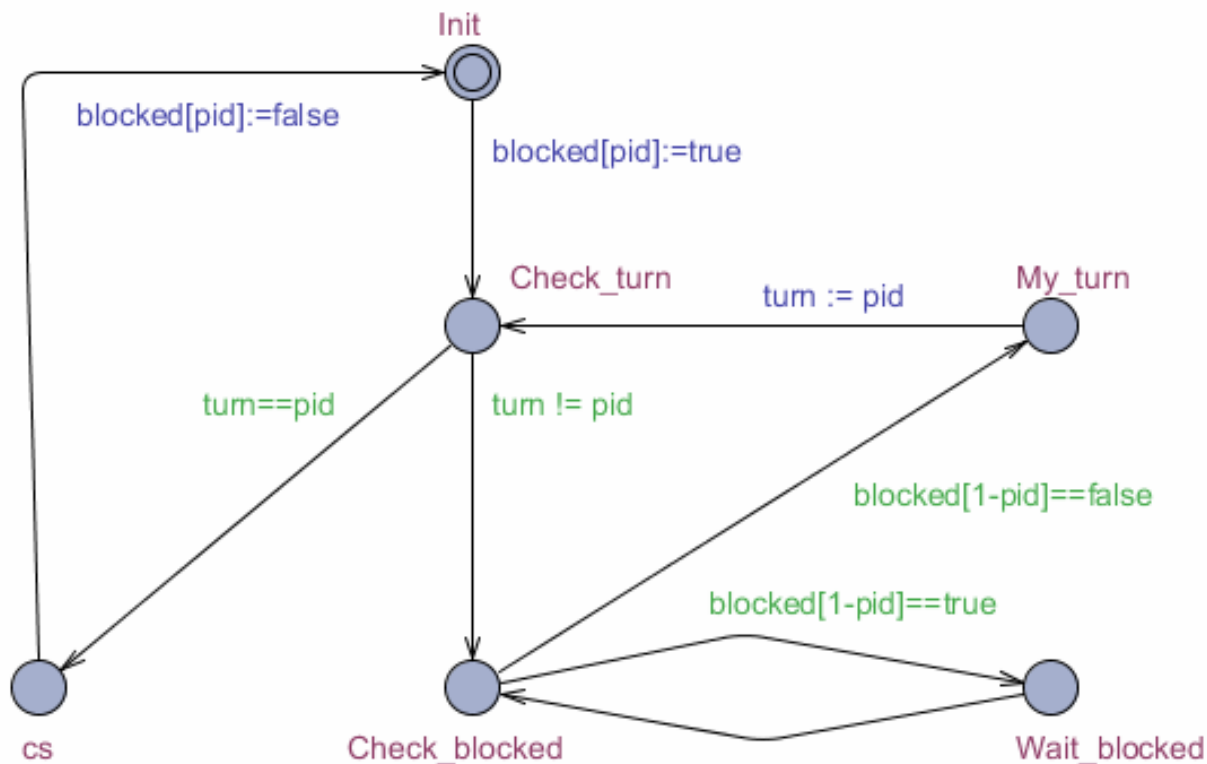 Init
blocked[pid]:=false
blocked[pid]:=true
Check_turn
My_turn
turn := pid
turn==pid
turn != pid
blocked[1-pid]==false
blocked[1-pid]==true
cs
Check_blocked
Wait_blocked